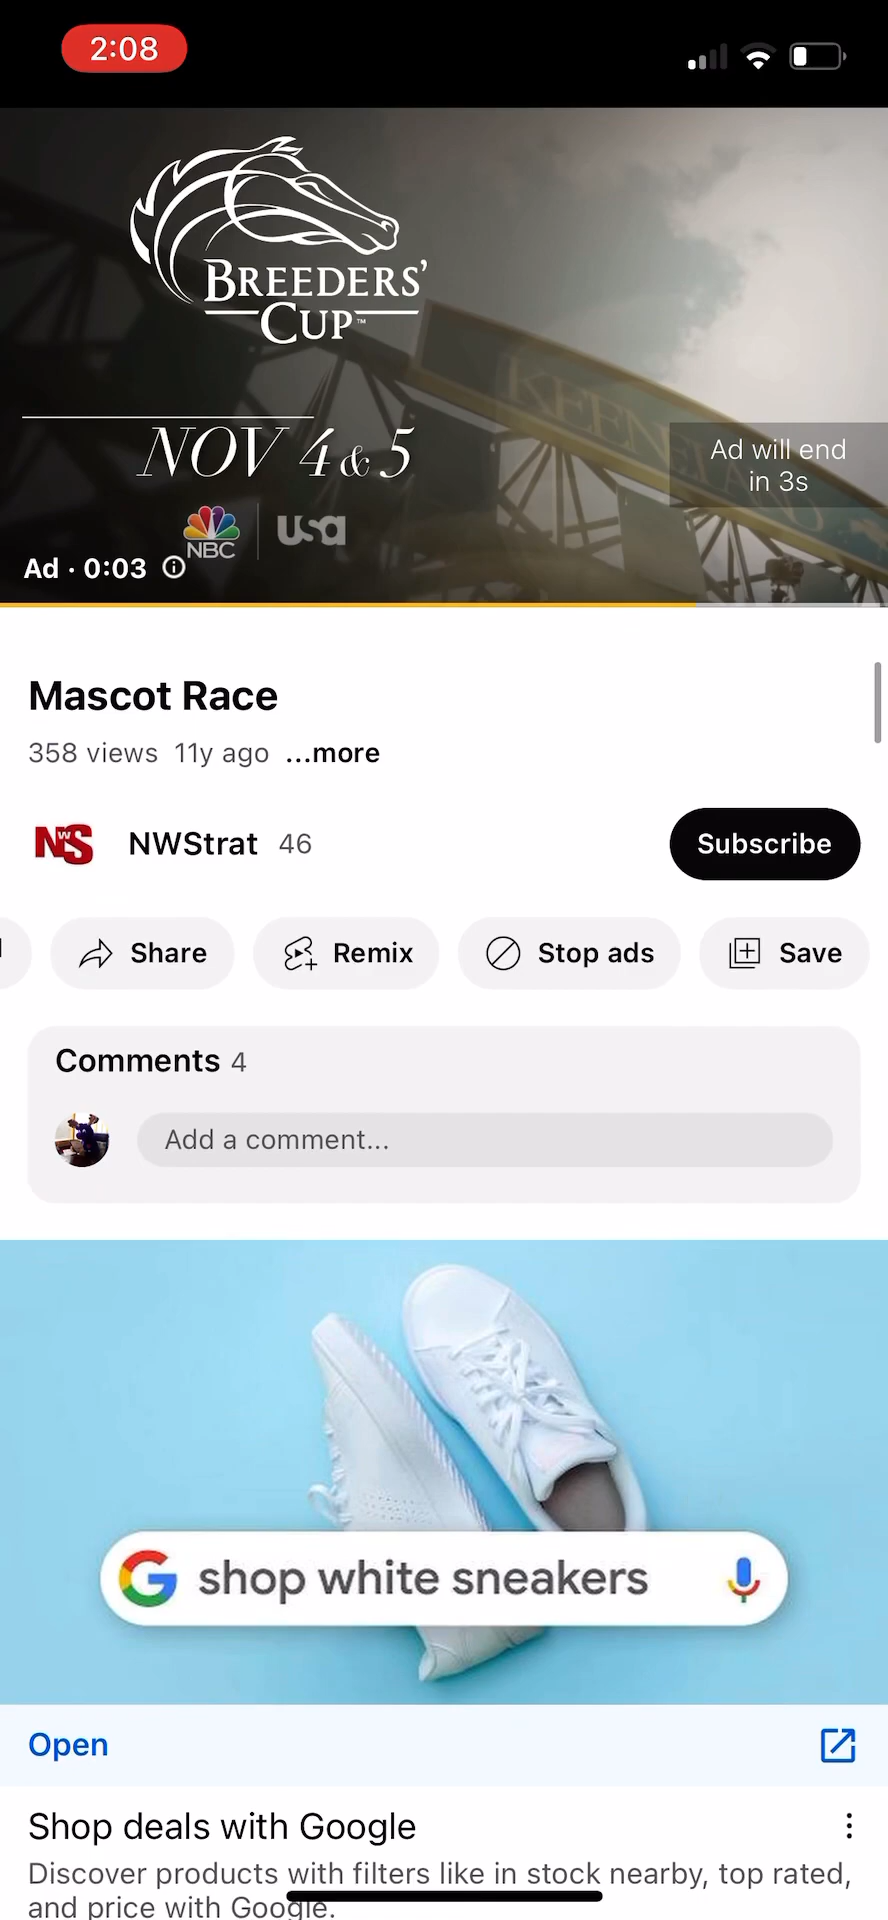 2:08
BREEDERS'
CUP™
NOV 4 & 5
KEENELAND
Ad will end
in 3s
NBC
usa
Ad · 0:03
Mascot Race
358 views 11y ago ...more
NWS
NWStrat 46
Subscribe
Share
Remix
Stop ads
Save
Comments 4
Add a comment...
G shop white sneakers
Open
Shop deals with Google
Discover products with filters like in stock nearby, top rated,
and price with Google.